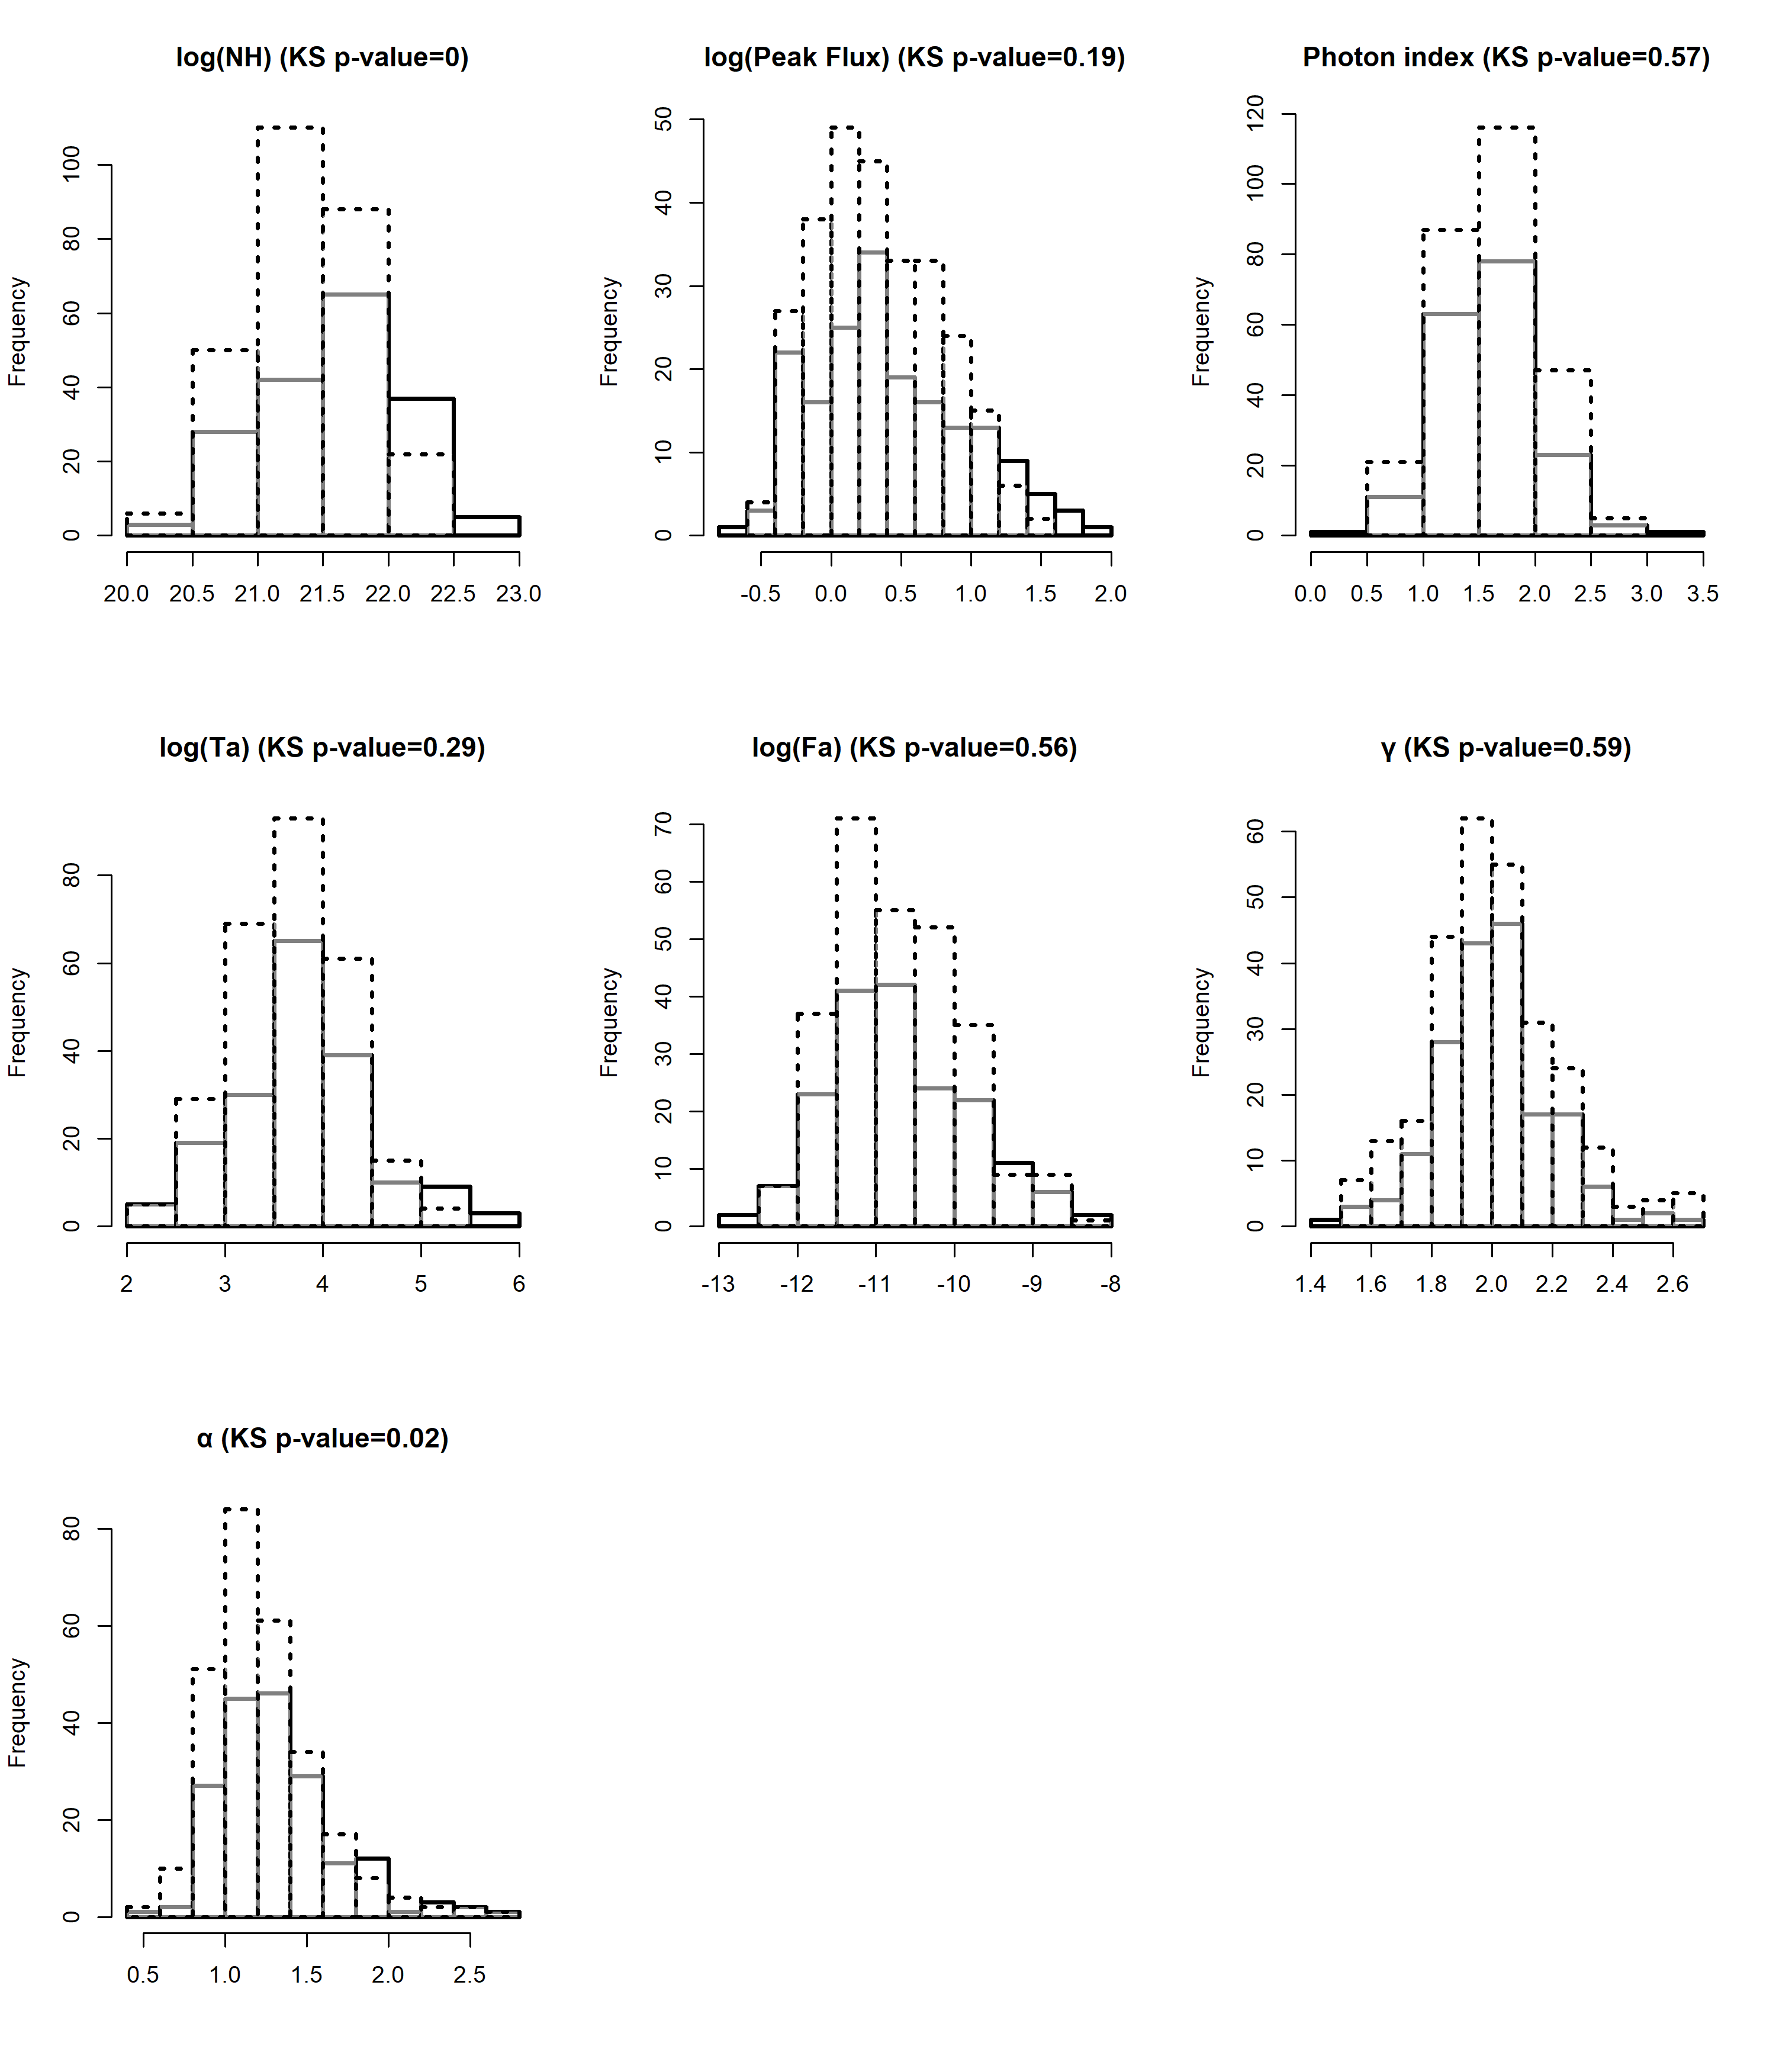 log(NH) (KS p-value=0)
Frequency
0 20 40 60 80 100
20.0 20.5 21.0 21.5 22.0 22.5 23.0
log(Peak Flux) (KS p-value=0.19)
Frequency
0 10 20 30 40 50
-0.5 0.0 0.5 1.0 1.5 2.0
Photon index (KS p-value=0.57)
Frequency
0 20 40 60 80 100 120
0.0 0.5 1.0 1.5 2.0 2.5 3.0 3.5
log(Ta) (KS p-value=0.29)
Frequency
0 20 40 60 80
2 3 4 5 6
log(Fa) (KS p-value=0.56)
Frequency
0 10 20 30 40 50 60 70
-13 -12 -11 -10 -9 -8
γ (KS p-value=0.59)
Frequency
0 10 20 30 40 50 60
1.4 1.6 1.8 2.0 2.2 2.4 2.6
α (KS p-value=0.02)
Frequency
0 20 40 60 80
0.5 1.0 1.5 2.0 2.5